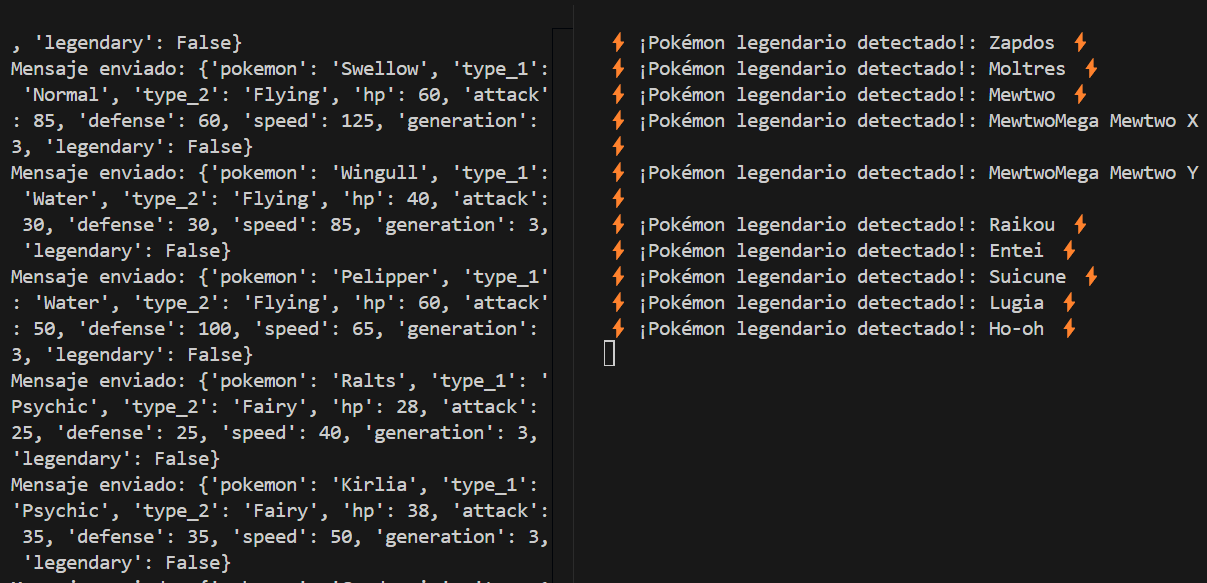 , 'legendary': False}
Mensaje enviado: {'pokemon': 'Swellow', 'type_1':
'Normal', 'type_2': 'Flying', 'hp': 60, 'attack'
: 85, 'defense': 60, 'speed': 125, 'generation':
3, 'legendary': False}
Mensaje enviado: {'pokemon': 'Wingull', 'type_1':
'Water', 'type_2': 'Flying', 'hp': 40, 'attack':
30, 'defense': 30, 'speed': 85, 'generation': 3,
'legendary': False}
Mensaje enviado: {'pokemon': 'Pelipper', 'type_1'
: 'Water', 'type_2': 'Flying', 'hp': 60, 'attack'
: 50, 'defense': 100, 'speed': 65, 'generation':
3, 'legendary': False}
Mensaje enviado: {'pokemon': 'Ralts', 'type_1': '
Psychic', 'type_2': 'Fairy', 'hp': 28, 'attack':
25, 'defense': 25, 'speed': 40, 'generation': 3,
'legendary': False}
Mensaje enviado: {'pokemon': 'Kirlia', 'type_1':
'Psychic', 'type_2': 'Fairy', 'hp': 38, 'attack':
35, 'defense': 35, 'speed': 50, 'generation': 3,
'legendary': False}
⚡ ¡Pokémon legendario detectado!: Zapdos ⚡
⚡ ¡Pokémon legendario detectado!: Moltres ⚡
⚡ ¡Pokémon legendario detectado!: Mewtwo ⚡
⚡ ¡Pokémon legendario detectado!: MewtwoMega Mewtwo X
⚡
⚡ ¡Pokémon legendario detectado!: MewtwoMega Mewtwo Y
⚡
⚡ ¡Pokémon legendario detectado!: Raikou ⚡
⚡ ¡Pokémon legendario detectado!: Entei ⚡
⚡ ¡Pokémon legendario detectado!: Suicune ⚡
⚡ ¡Pokémon legendario detectado!: Lugia ⚡
⚡ ¡Pokémon legendario detectado!: Ho-oh ⚡